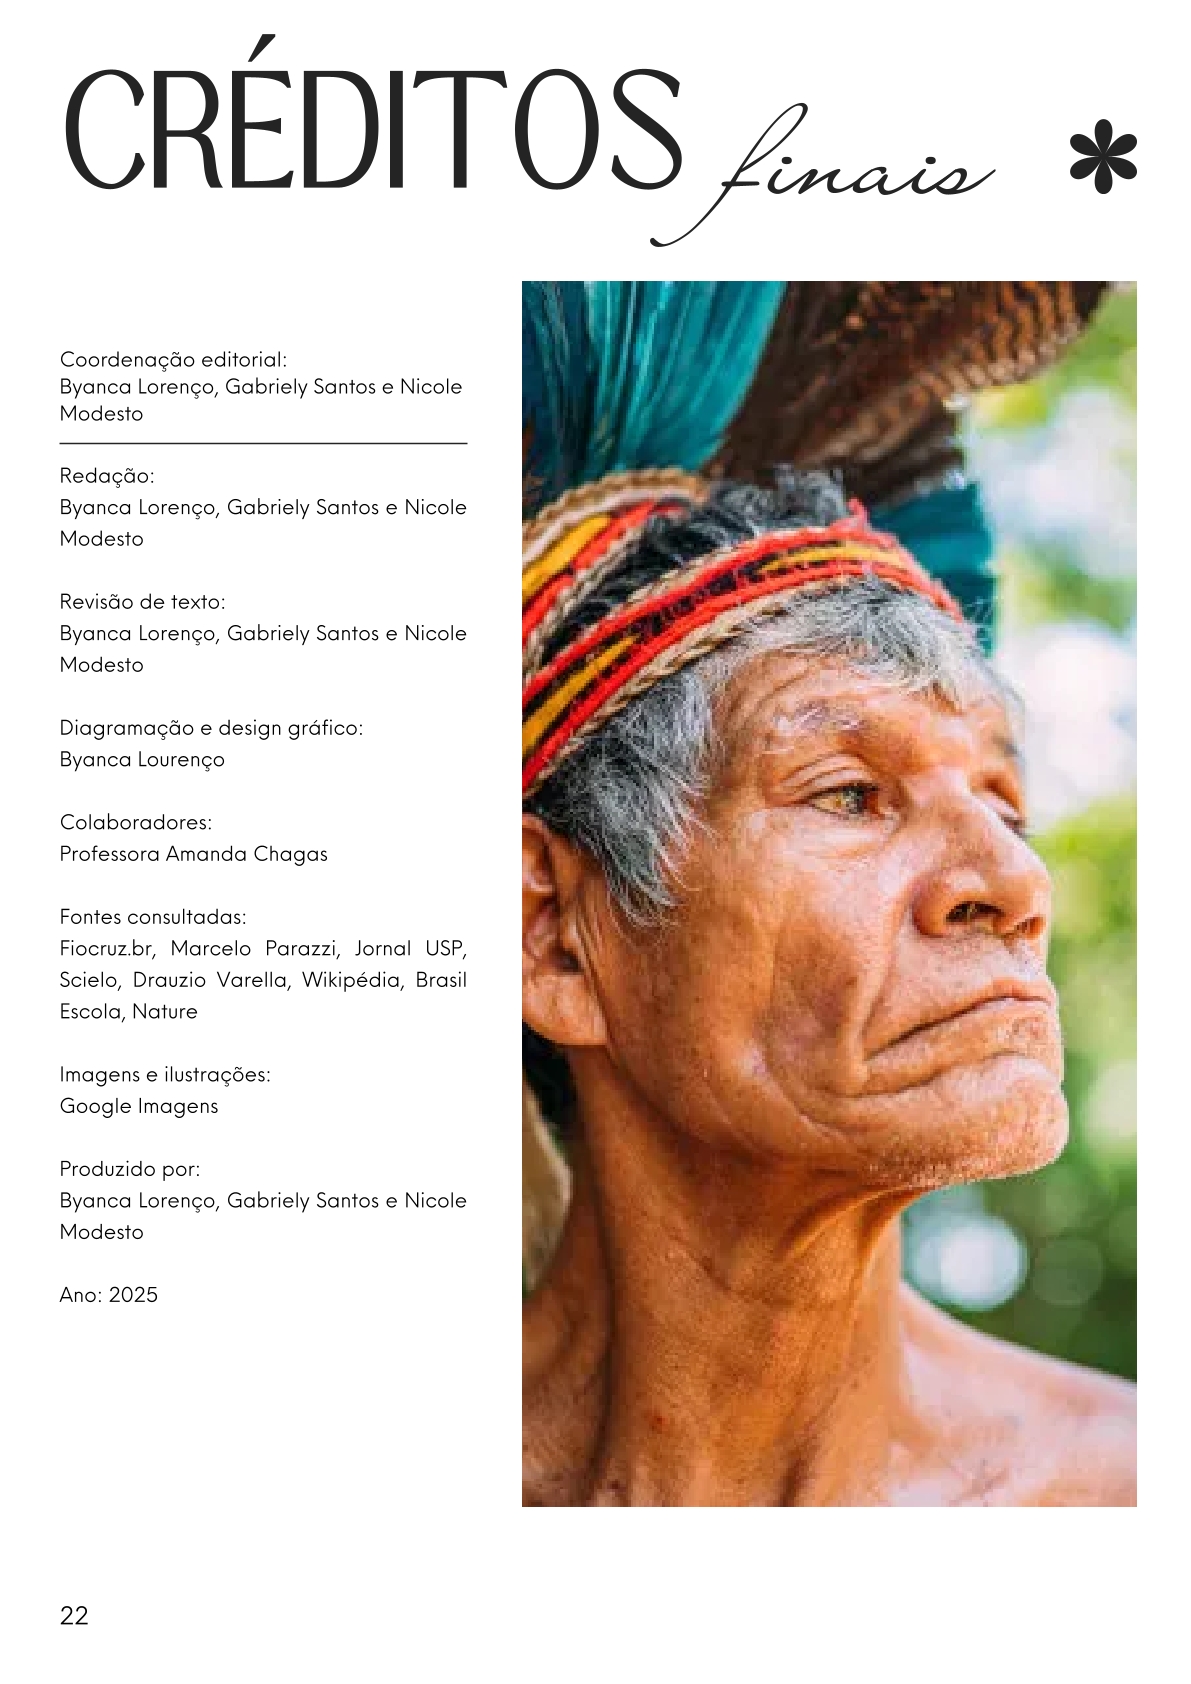 CRÉDITOS finais
Coordenação editorial:
Byanca Lorenço, Gabriely Santos e Nicole
Modesto
Redação:
Byanca Lorenço, Gabriely Santos e Nicole
Modesto
Revisão de texto:
Byanca Lorenço, Gabriely Santos e Nicole
Modesto
Diagramação e design gráfico:
Byanca Lourenço
Colaboradores:
Professora Amanda Chagas
Fontes consultadas:
Fiocruz.br, Marcelo Parazzi, Jornal USP,
Scielo, Drauzio Varella, Wikipédia, Brasil
Escola, Nature
Imagens e ilustrações:
Google Imagens
Produzido por:
Byanca Lorenço, Gabriely Santos e Nicole
Modesto
Ano: 2025
22